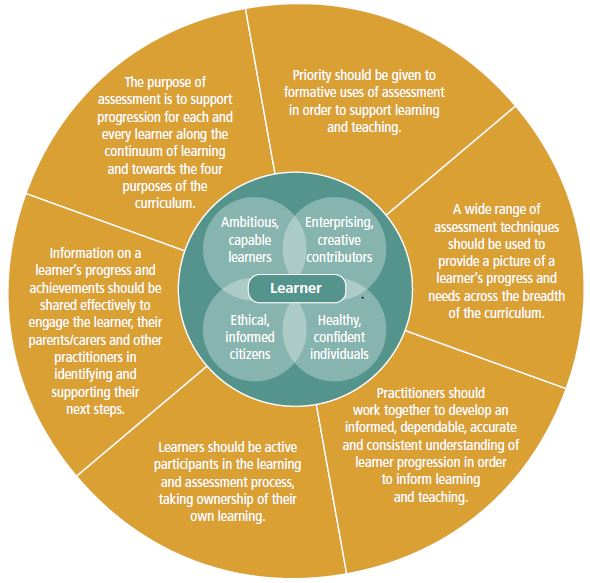 The purpose of
assessment is to support
progression for each and
every learner along the
continuum of learning
and towards the four
purposes of the
curriculum.
Priority should be given to
formative uses of assessment
in order to support learning
and teaching.
A wide range of
assessment techniques
should be used to
provide a picture of a
learner's progress and
needs across the breadth
of the curriculum.
Practitioners should
work together to develop an
informed, dependable, accurate
and consistent understanding of
learner progression in order
to inform learning
and teaching.
Learners should be active
participants in the learning
and assessment process,
taking ownership of their
own learning.
Information on a
learner's progress and
achievements should be
shared effectively to
engage the learner, their
parents/carers and other
practitioners in
identifying and
supporting their
next steps.
Ambitious,
capable
learners
Enterprising,
creative
contributors
Learner
Ethical,
informed
citizens
Healthy,
confident
individuals